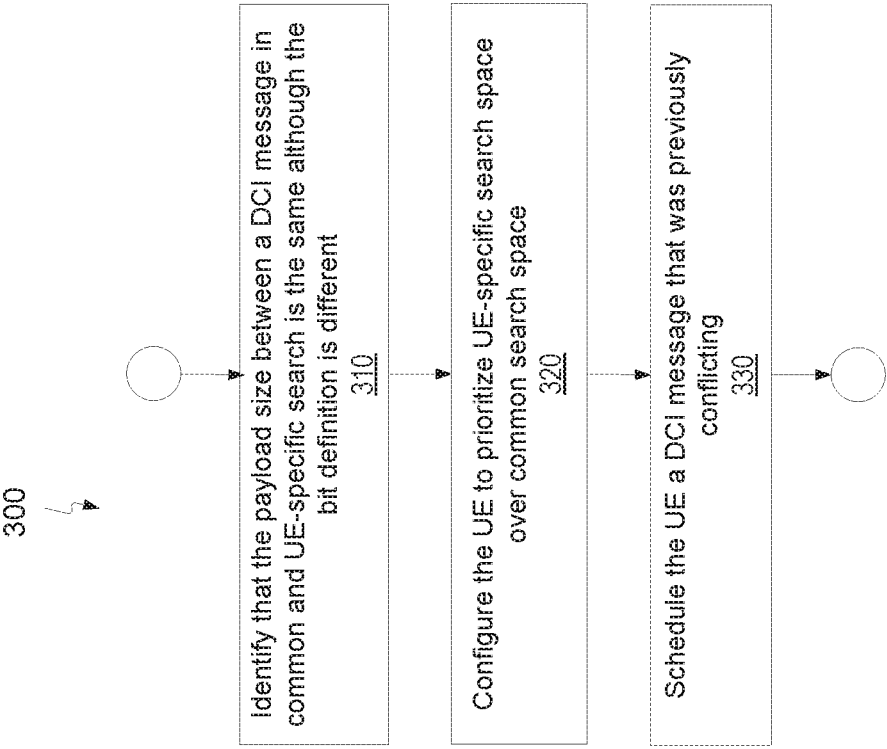 300
Identify that the payload size between a DCI message in
common and UE-specific search is the same although the
bit definition is different
310
Configure the UE to prioritize UE-specific search space
over common search space
320
Schedule the UE a DCI message that was previously
conflicting
330